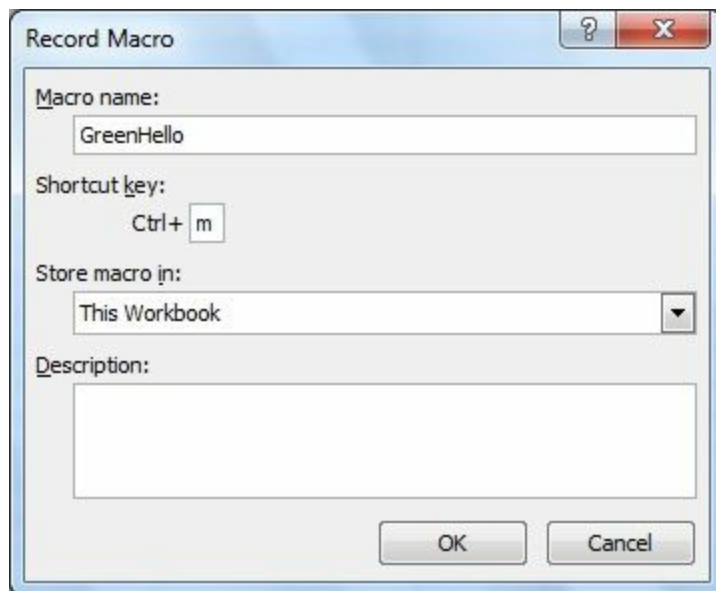 Record Macro
Macro name:
GreenHello
Shortcut key:
Ctrl+ m
Store macro in:
This Workbook
Description:
OK Cancel